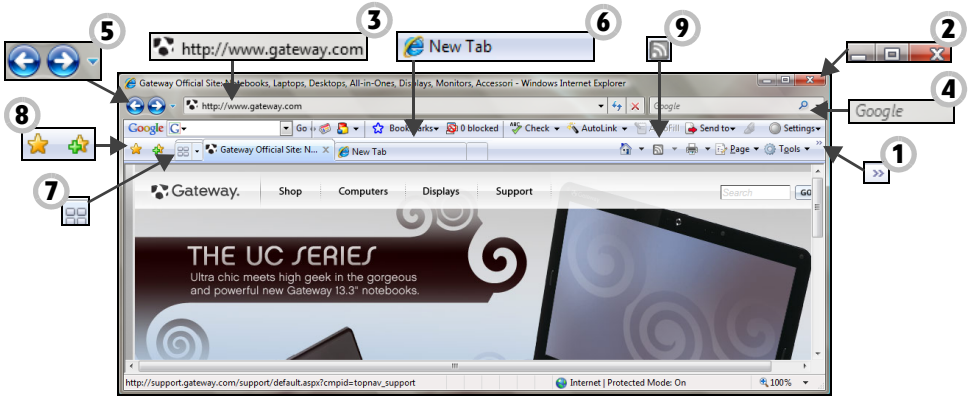 3
6
9
5
2
http://www.gateway.com
New Tab
X
4
Google
8
7
1
»
Gateway Official Site: Notebooks, Laptops, Desktops, All-in-Ones, Displays, Monitors, Accessori - Windows Internet Explorer
http://www.gateway.com
Google
Google G Go Bookmarks 0 blocked Check AutoLink AutoFill Send to Settings
Gateway Official Site: N... X New Tab Page Tools »
Gateway. Shop Computers Displays Support Search GO
THE UC SERIES
Ultra chic meets high geek in the gorgeous
and powerful new Gateway 13.3" notebooks.
http://support.gateway.com/support/default.aspx?cmpid=topnav_support Internet | Protected Mode: On 100%